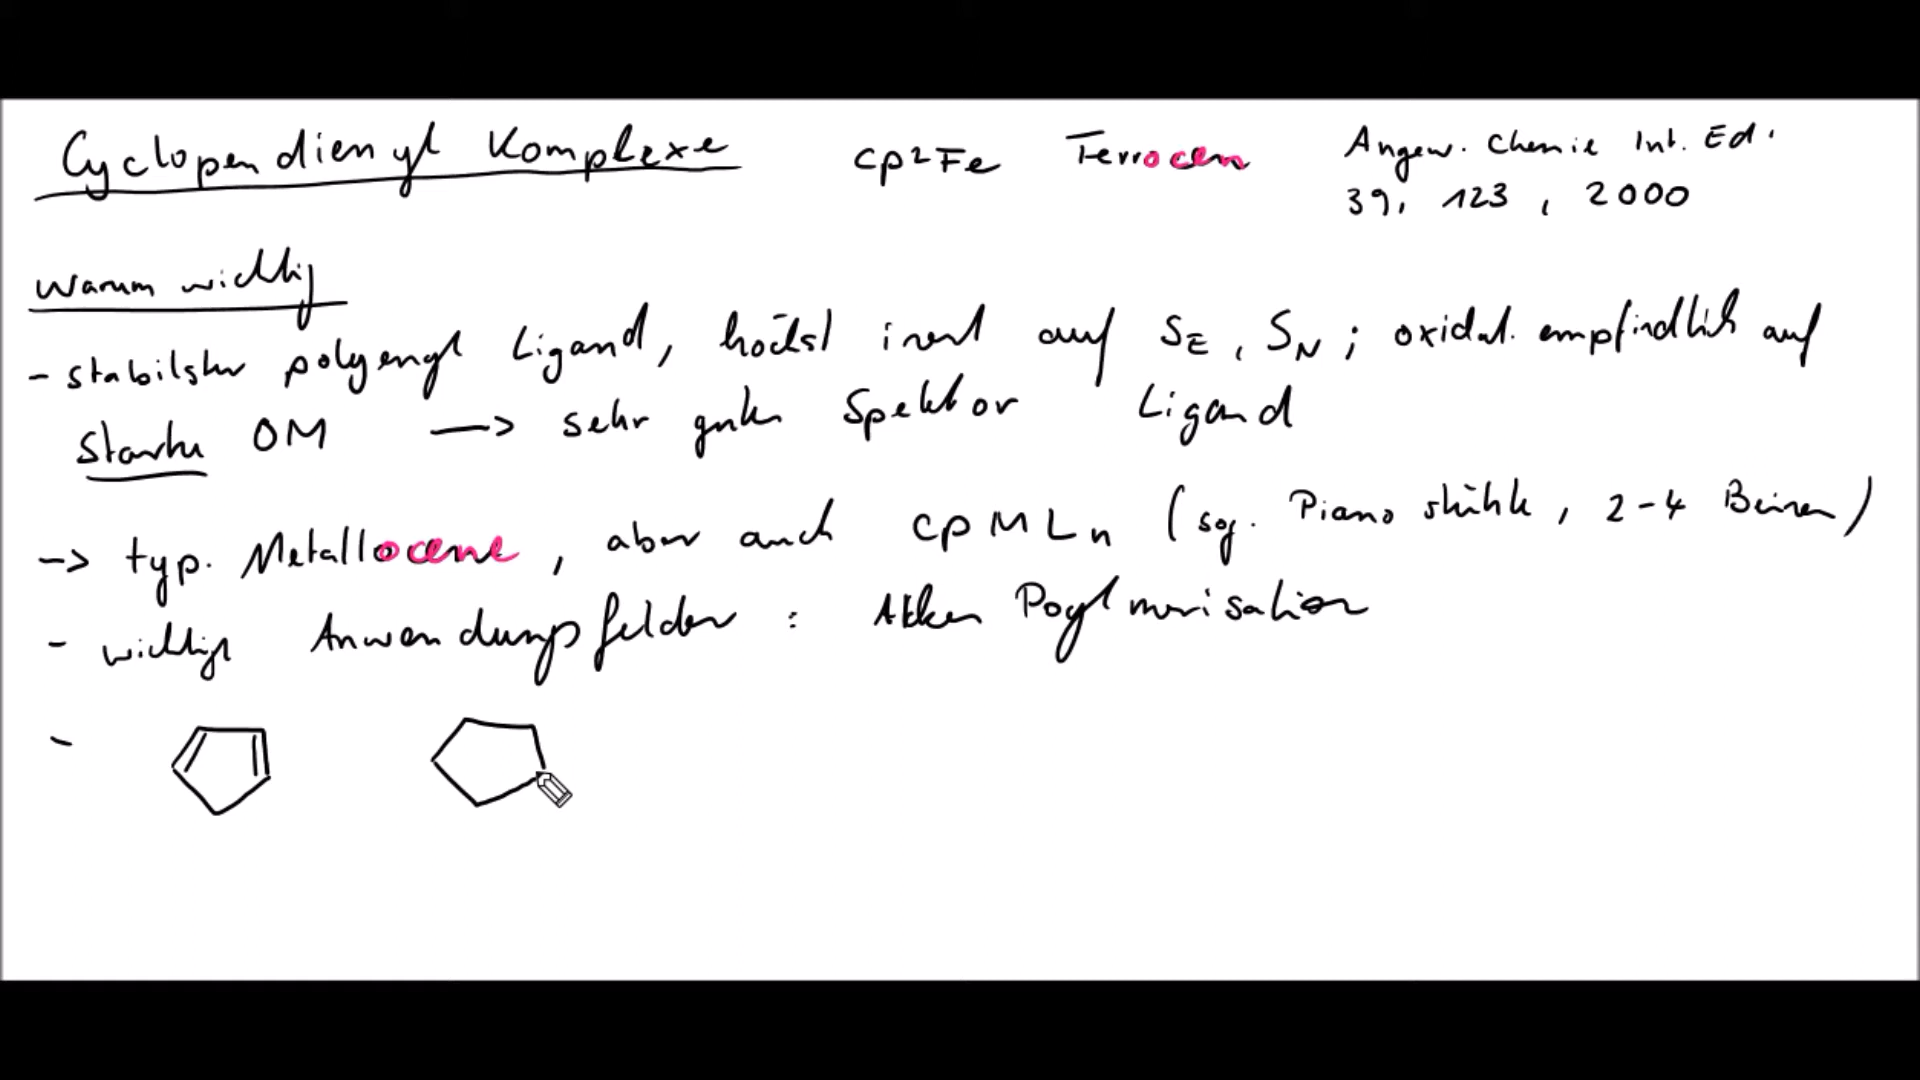 Cyclopendienyl Komplexe cp2Fe Ferrocen Angew. Chemie Int. Ed.
39, 123, 2000
Warum wichtig
- stabilster polyenyl Ligand, höchst inert auf SE, SN; oxidat. empfindlich auf
starke OM → sehr guter Spektator Ligand
→ typ. Metallocene, aber auch cpMLn (sog. Piano stühle, 2-4 Beinen)
- wichtige Anwendungsfelder: Alken Poylmerisation
-